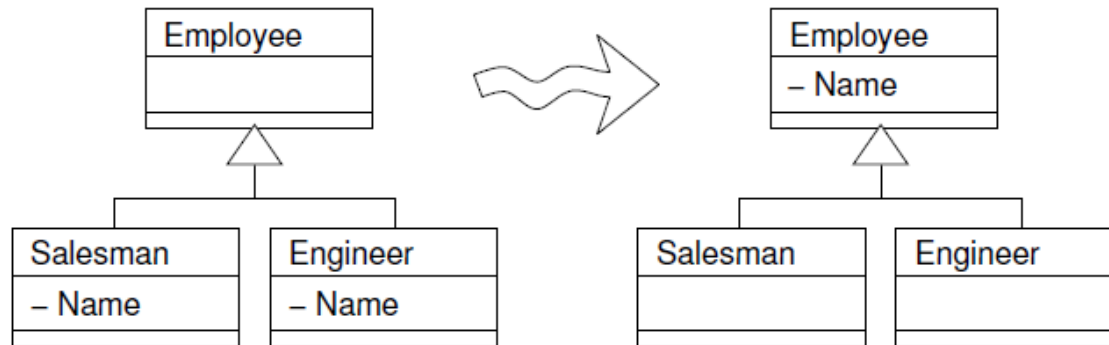 Employee
Salesman
– Name
Engineer
– Name
Employee
– Name
Salesman
Engineer